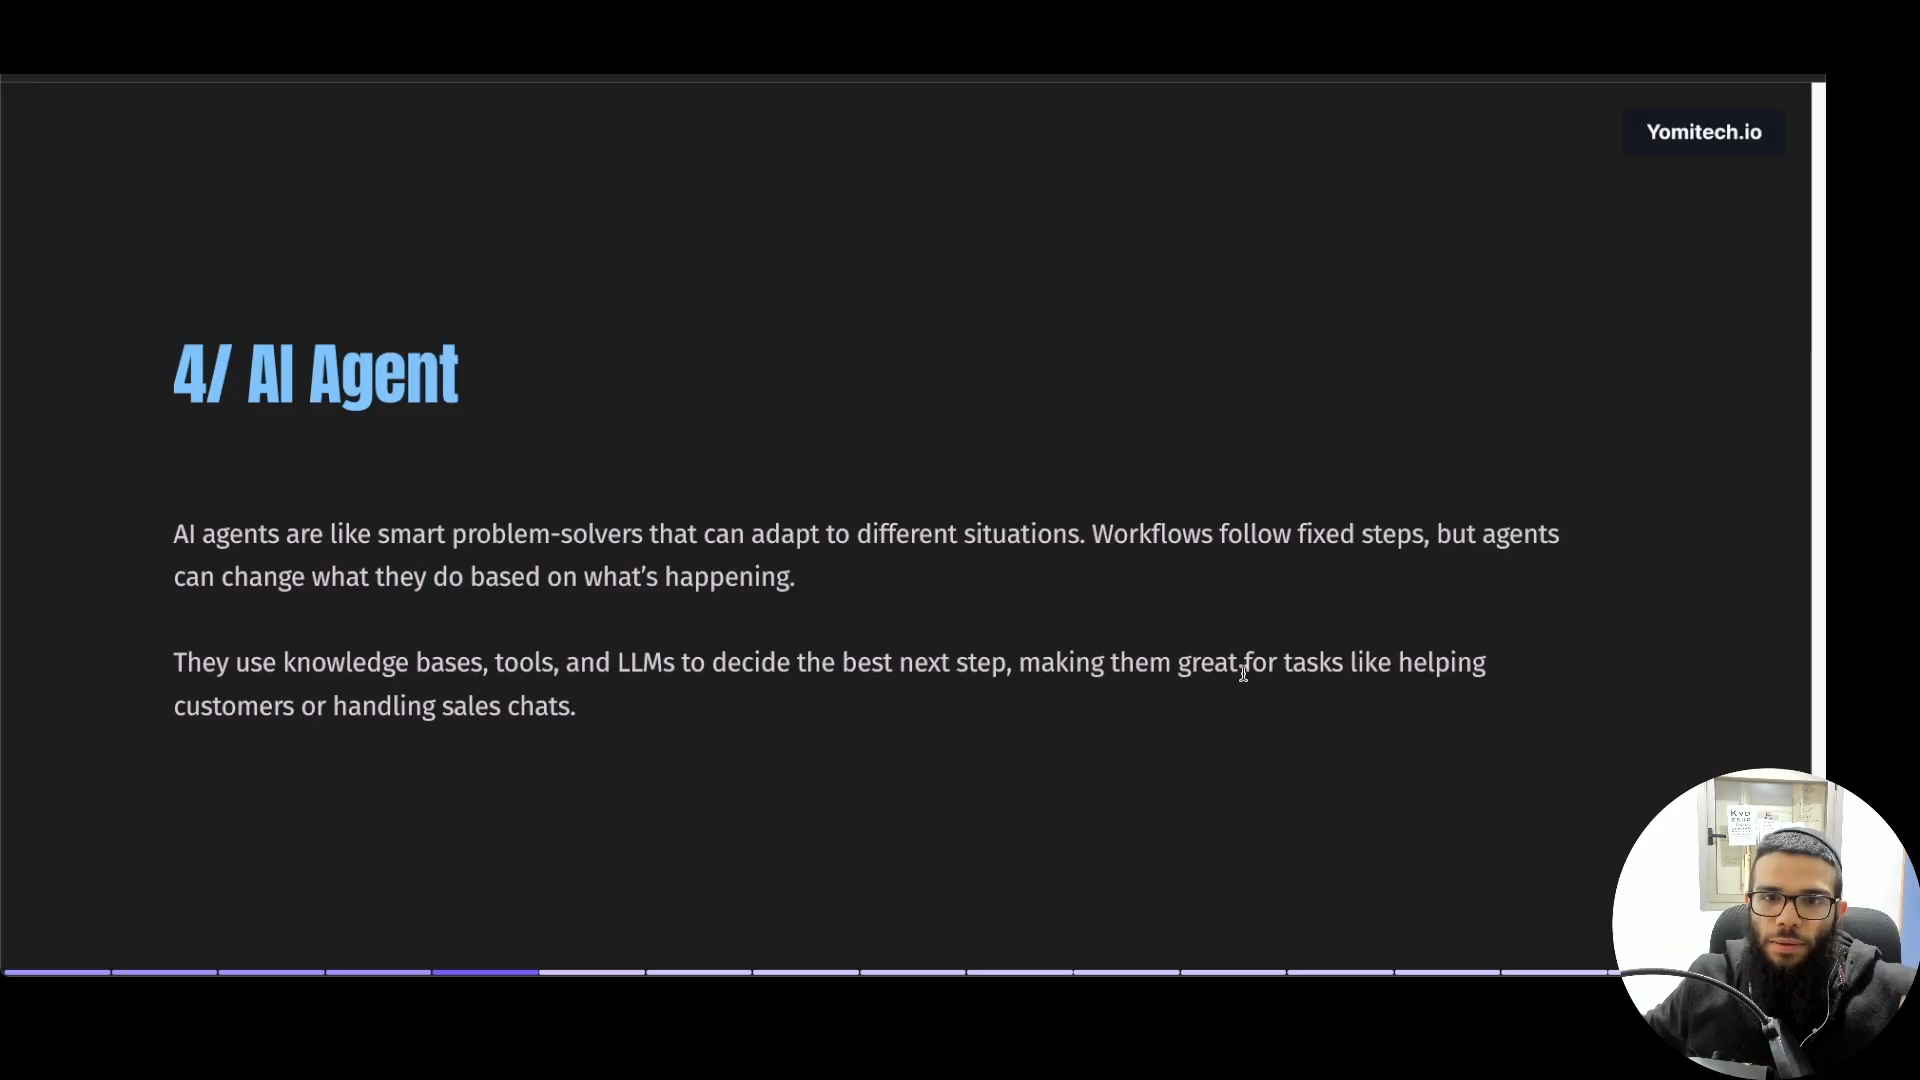 Yomitech.io
4/ AI Agent
AI agents are like smart problem-solvers that can adapt to different situations. Workflows follow fixed steps, but agents
can change what they do based on what’s happening.
They use knowledge bases, tools, and LLMs to decide the best next step, making them great for tasks like helping
customers or handling sales chats.